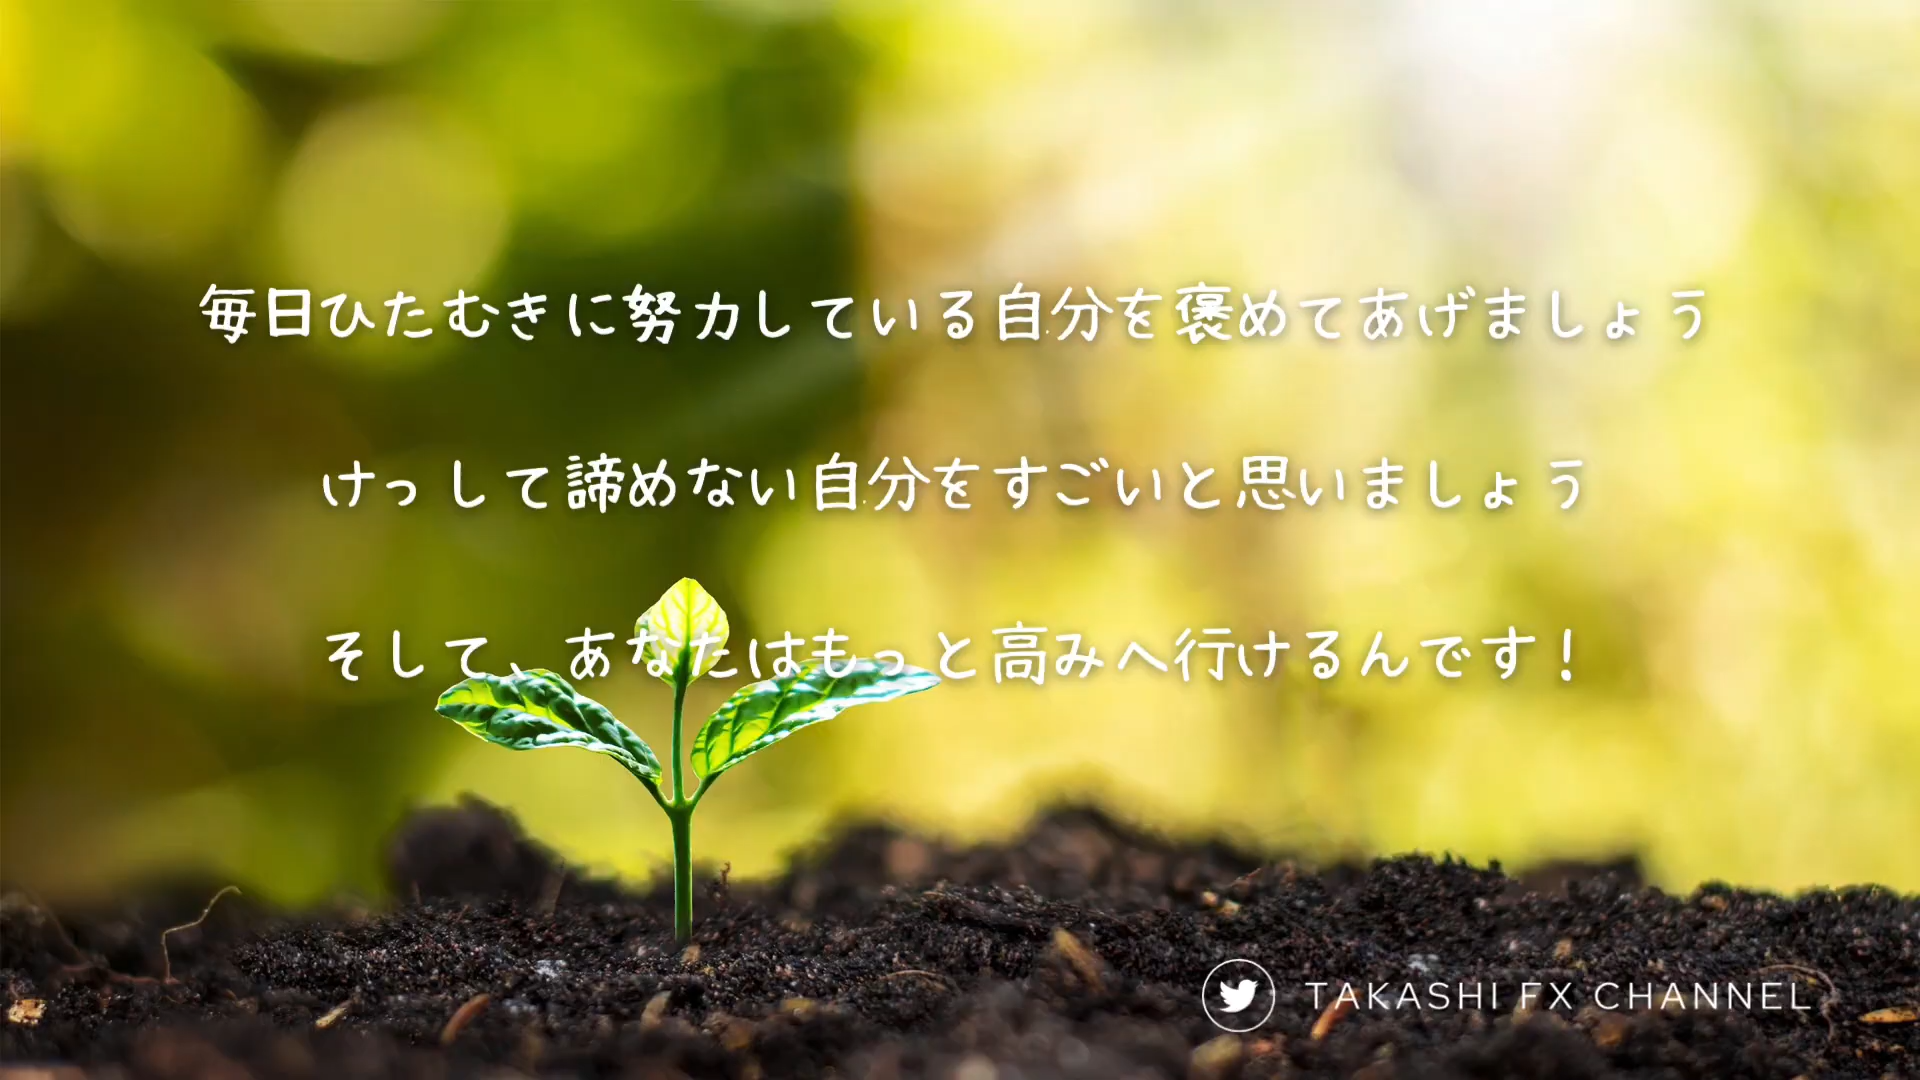 毎日ひたむきに努力している自分を褒めてあげましょう
けっして諦めない自分をすごいと思いましょう
そして、あなたはもっと高みへ行けるんです！
TAKASHI FX CHANNEL